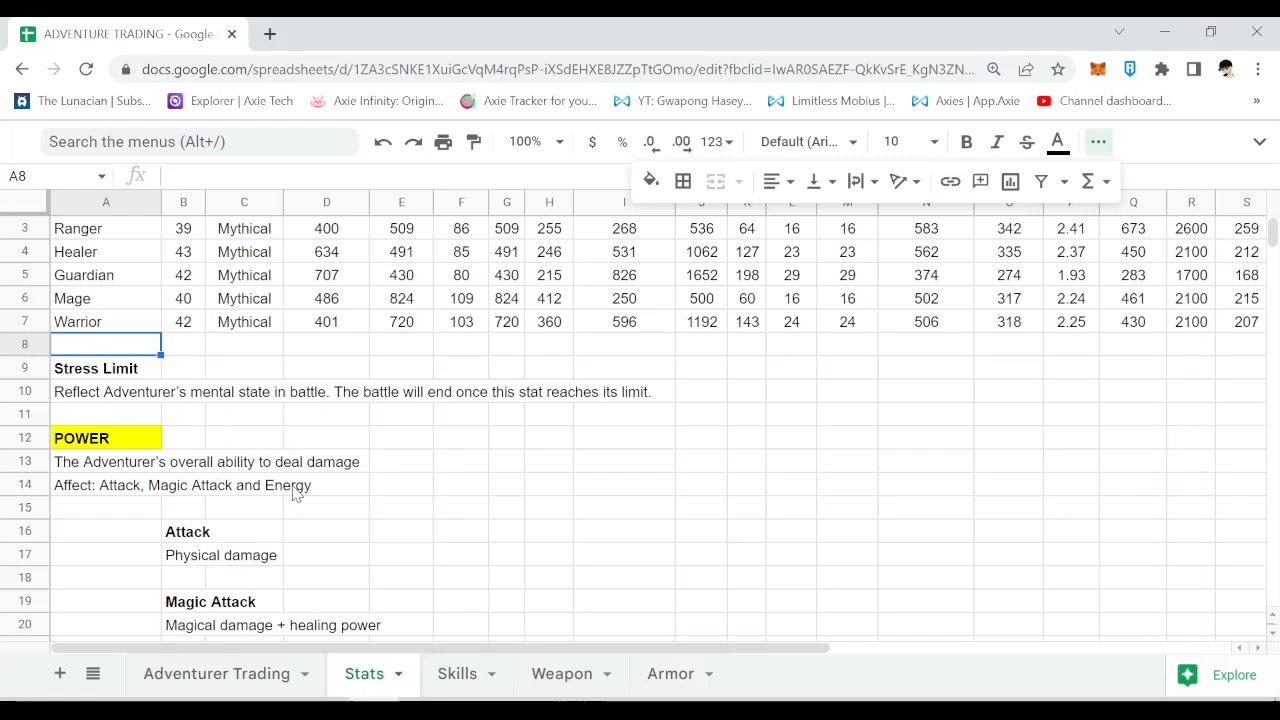 ADVENTURE TRADING - Google
docs.google.com/spreadsheets/d/1ZA3cSNKE1XuiGcVqM4rqPsP-iXSdEHXE8JZZpTtGOmo/edit?fbclid=IwAR0SAEZF-QkKvSrE_KgN3ZN...
The Lunacian | Subs... Explorer | Axie Tech Axie Infinity: Origin... Axie Tracker for you... YT: Gwapong Hesey... Limitless Mobius |... Axies | App.Axie Channel dashboard... »
Search the menus (Alt+/) 100% $ % .0 .00 123 Default (Ari... 10 B I S A
A8 fx
A B C D E F G H I N Q R S
3 Ranger 39 Mythical 400 509 86 509 255 268 536 64 16 16 583 342 2.41 673 2600 259
4 Healer 43 Mythical 634 491 85 491 246 531 1062 127 23 23 562 335 2.37 450 2100 212
5 Guardian 42 Mythical 707 430 80 430 215 826 1652 198 29 29 374 274 1.93 283 1700 168
6 Mage 40 Mythical 486 824 109 824 412 250 500 60 16 16 502 317 2.24 461 2100 215
7 Warrior 42 Mythical 401 720 103 720 360 596 1192 143 24 24 506 318 2.25 430 2100 207
8
9 Stress Limit
10 Reflect Adventurer's mental state in battle. The battle will end once this stat reaches its limit.
11
12 POWER
13 The Adventurer's overall ability to deal damage
14 Affect: Attack, Magic Attack and Energy
15
16 Attack
17 Physical damage
18
19 Magic Attack
20 Magical damage + healing power
Adventurer Trading Stats Skills Weapon Armor Explore